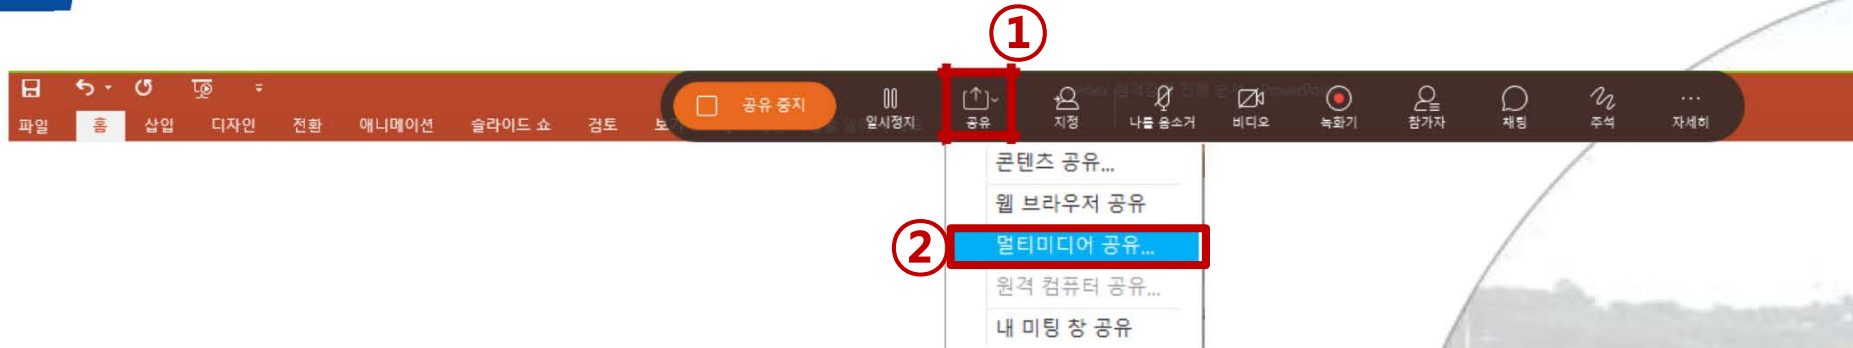 ①
공유 중지 일시정지 공유 지정 나를 음소거 비디오 녹화기 참가자 채팅 주석 자세히
파일 홈 삽입 디자인 전환 애니메이션 슬라이드 쇼 검토
콘텐츠 공유...
웹 브라우저 공유
② 멀티미디어 공유...
원격 컴퓨터 공유...
내 미팅 창 공유